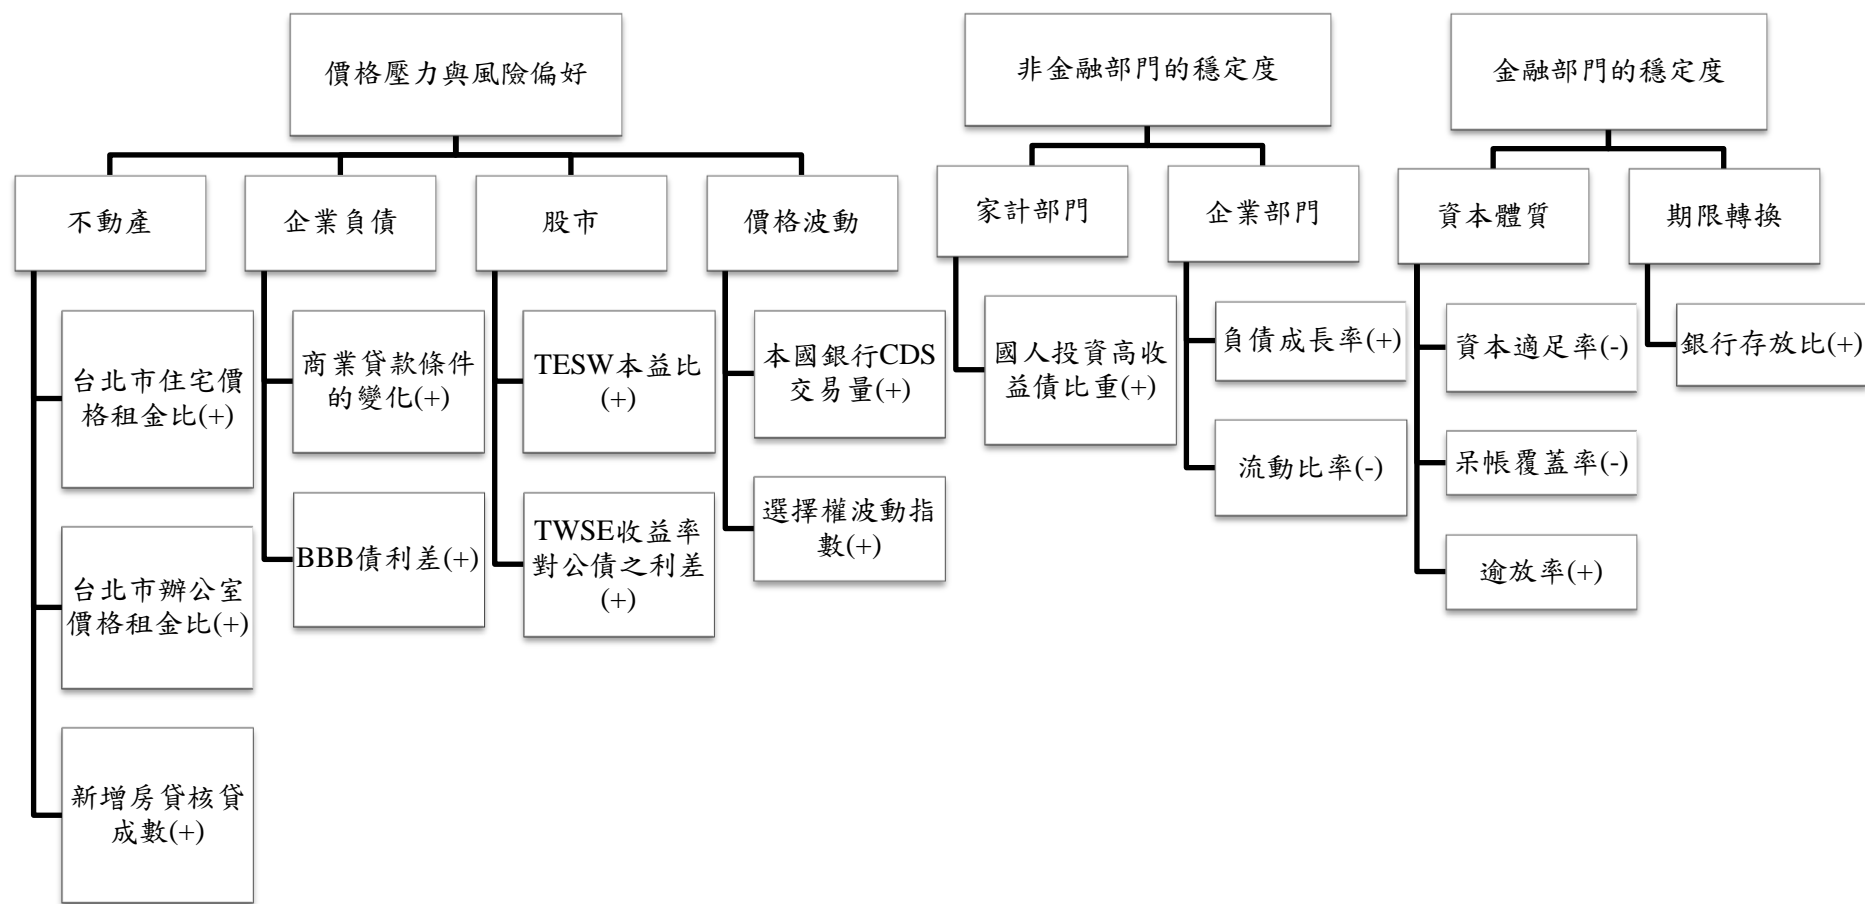 價格壓力與風險偏好
非金融部門的穩定度
金融部門的穩定度
不動產
企業負債
股市
價格波動
家計部門
企業部門
資本體質
期限轉換
台北市住宅價
格租金比(+)
台北市辦公室
價格租金比(+)
新增房貸核貸
成數(+)
商業貸款條件
的變化(+)
BBB債利差(+)
TESW本益比
(+)
TWSE收益率
對公債之利差
(+)
本國銀行CDS
交易量(+)
選擇權波動指
數(+)
國人投資高收
益債比重(+)
負債成長率(+)
流動比率(-)
資本適足率(-)
呆帳覆蓋率(-)
逾放率(+)
銀行存放比(+)